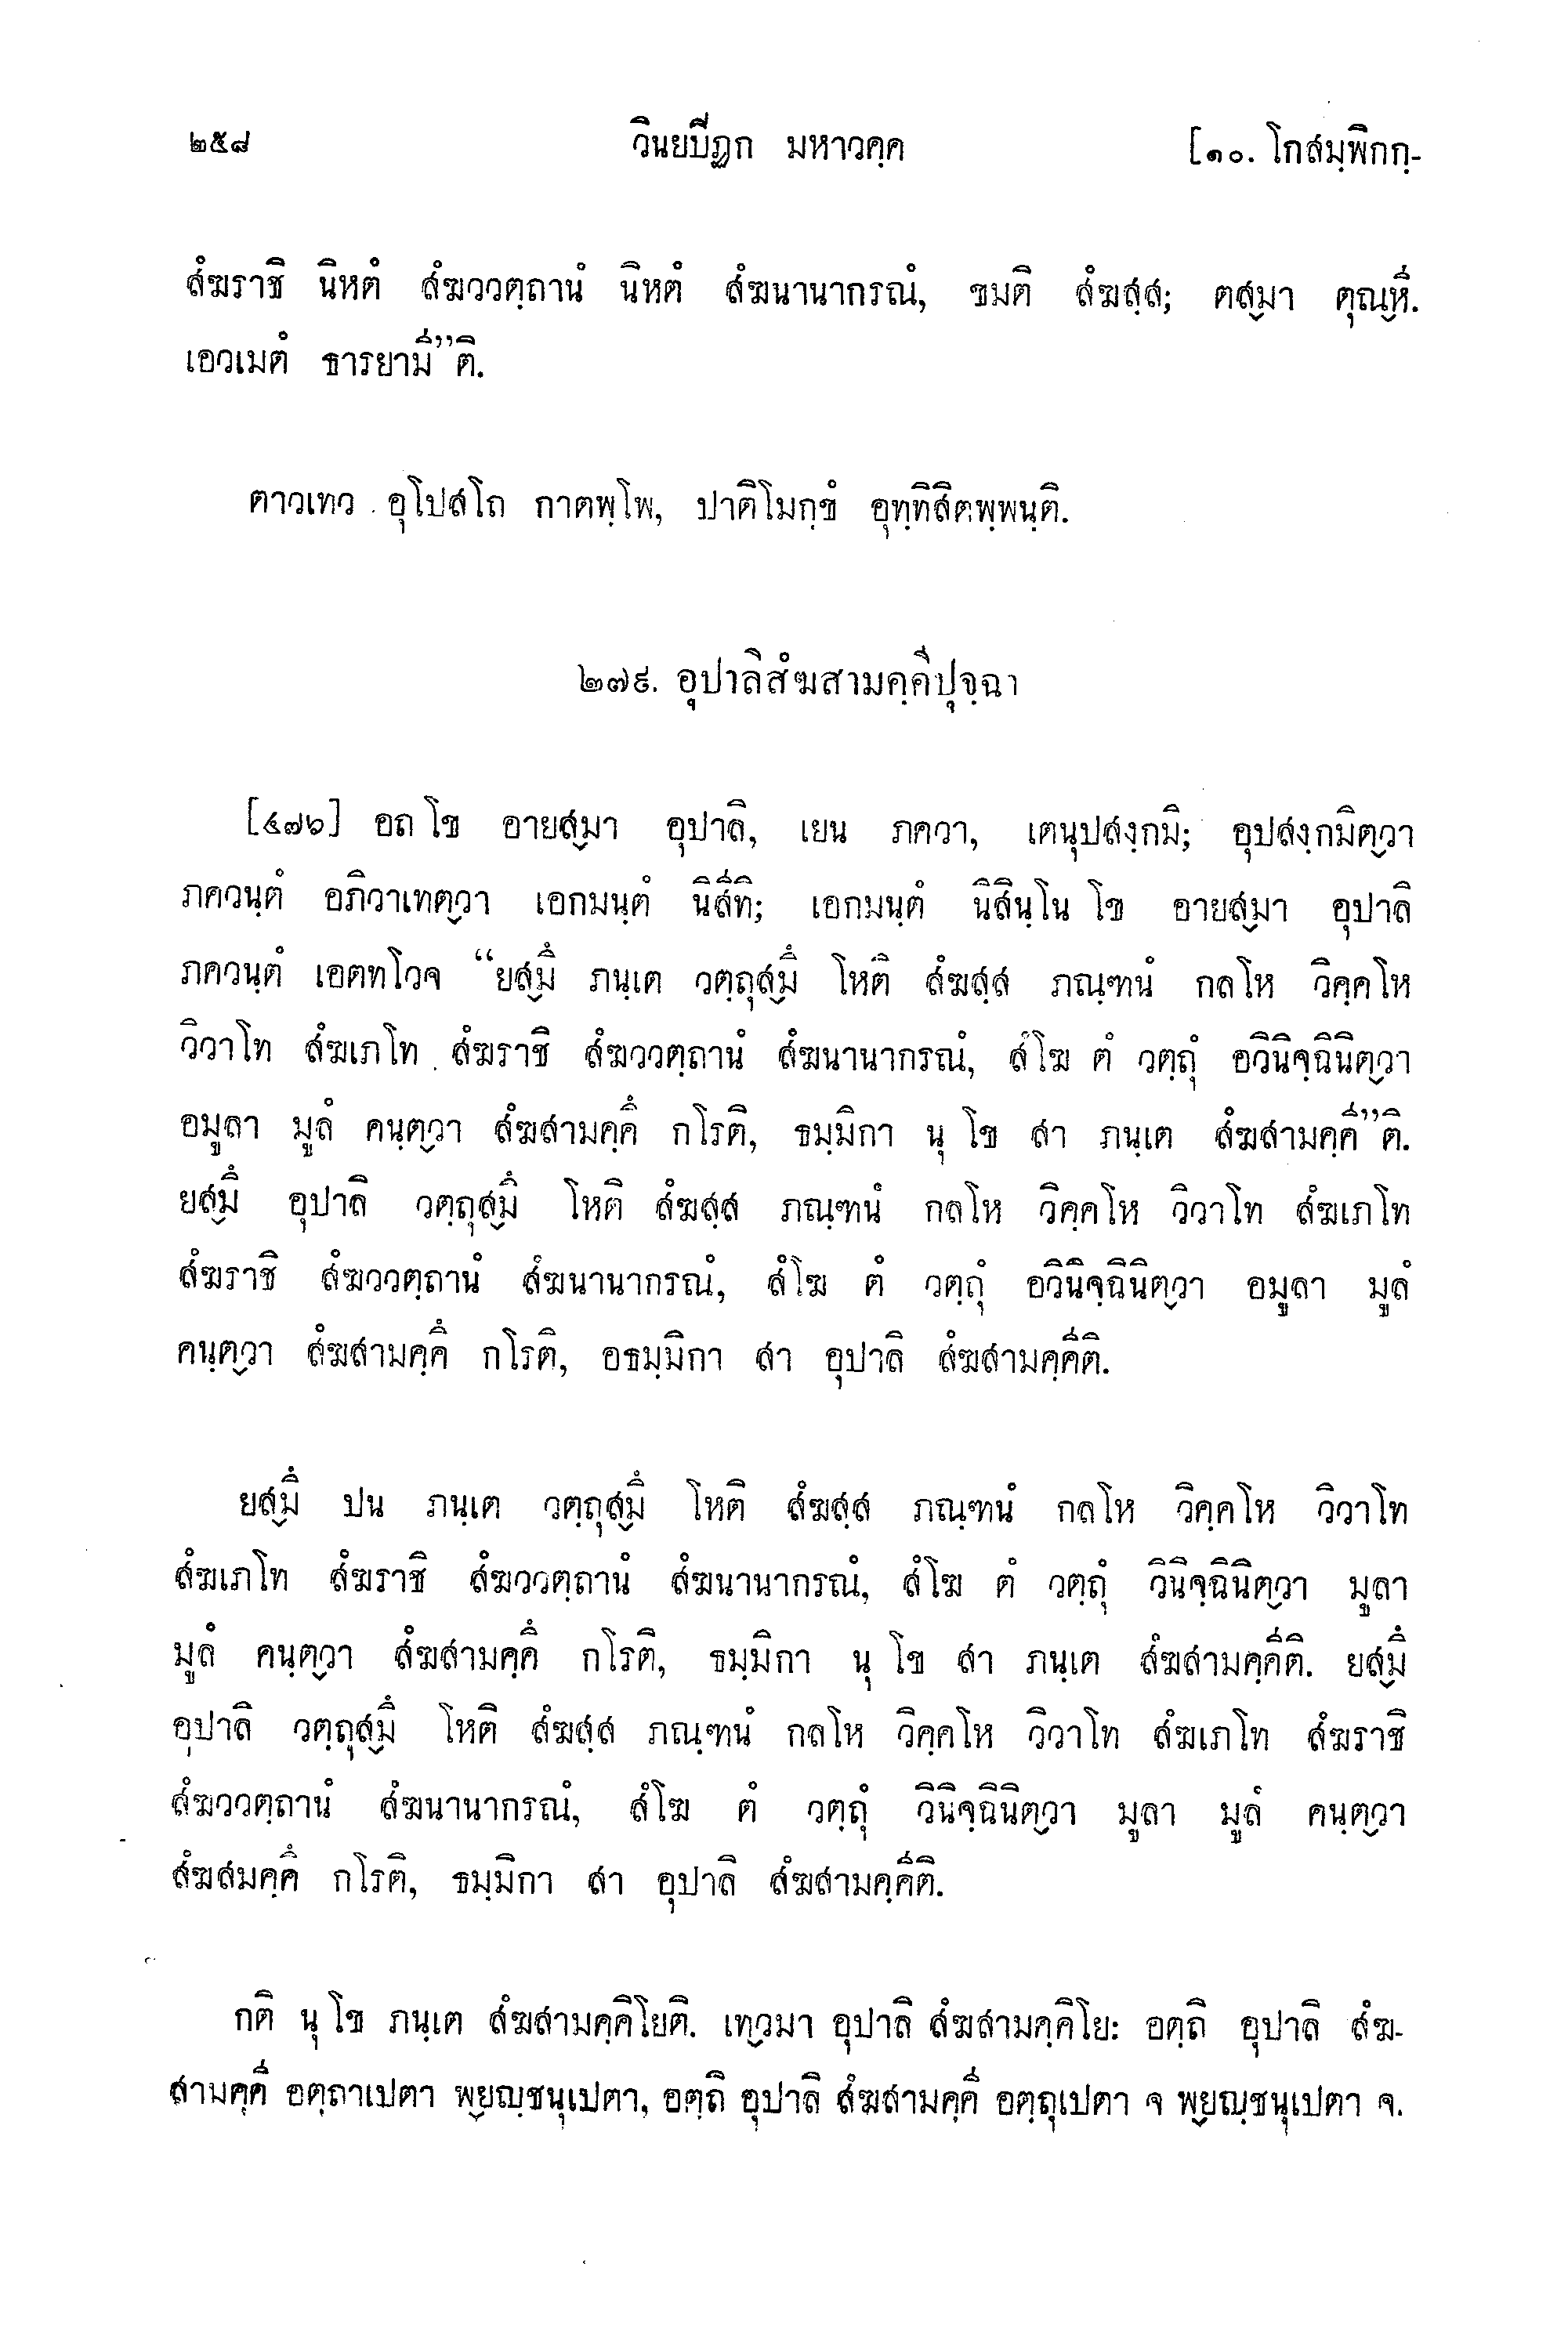 ๒๕๘ วินยปีฏก มหาวคฺค [๑๐. โกสมฺพิกกฺ-
สํฆราชิ นิหตํ สํฆววตฺถานํ นิหตํ สํฆนานากรณํ, ขมติ สํฆสฺส; ตสฺมา ตุณฺหี.
เอวเมตํ ธารยามี”ติ.
ตาวเทว อุโปสโถ กาตพฺโพ, ปาติโมกฺขํ อุทฺทิสิตพฺพนฺติ.
๒๗๙. อุปาลิสํฆสามคฺคีปุจฺฉา
[๔๗๖] อถ โข อายสฺมา อุปาลิ, เยน ภควา, เตนุปสงฺกมิ; อุปสงฺกมิตฺวา
ภควนฺตํ อภิวาเทตฺวา เอกมนฺตํ นิสีทิ; เอกมนฺตํ นิสินฺโน โข อายสฺมา อุปาลิ
ภควนฺตํ เอตทโวจ “ยสฺมึ ภนฺเต วตฺถุสฺมึ โหติ สํฆสฺส ภณฺฑนํ กลโห วิคฺคโห
วิวาโท สํฆเภโท สํฆราชิ สํฆววตฺถานํ สํฆนานากรณํ, สํโฆ ตํ วตฺถุํ อวินิจฺฉินิตฺวา
อมูลา มูลํ คนฺตฺวา สํฆสามคฺคึ กโรติ, ธมฺมิกา นุ โข สา ภนฺเต สํฆสามคฺคี”ติ.
ยสฺมึ อุปาลิ วตฺถุสฺมึ โหติ สํฆสฺส ภณฺฑนํ กลโห วิคฺคโห วิวาโท สํฆเภโท
สํฆราชิ สํฆววตฺถานํ สํฆนานากรณํ, สํโฆ ตํ วตฺถุํ อวินิจฺฉินิตฺวา อมูลา มูลํ
คนฺตฺวา สํฆสามคฺคึ กโรติ, อธมฺมิกา สา อุปาลิ สํฆสามคฺคีติ.
ยสฺมึ ปน ภนฺเต วตฺถุสฺมึ โหติ สํฆสฺส ภณฺฑนํ กลโห วิคฺคโห วิวาโท
สํฆเภโท สํฆราชิ สํฆววตฺถานํ สํฆนานากรณํ, สํโฆ ตํ วตฺถุํ วินิจฺฉินิตฺวา มูลา
มูลํ คนฺตฺวา สํฆสามคฺคึ กโรติ, ธมฺมิกา นุ โข สา ภนฺเต สํฆสามคฺคีติ. ยสฺมึ
อุปาลิ วตฺถุสฺมึ โหติ สํฆสฺส ภณฺฑนํ กลโห วิคฺคโห วิวาโท สํฆเภโท สํฆราชิ
สํฆววตฺถานํ สํฆนานากรณํ, สํโฆ ตํ วตฺถุํ วินิจฺฉินิตฺวา มูลา มูลํ คนฺตฺวา
สํฆสมคฺคึ กโรติ, ธมฺมิกา สา อุปาลิ สํฆสามคฺคีติ.
กติ นุ โข ภนฺเต สํฆสามคฺคิโยติ. เทฺวมา อุปาลิ สํฆสามคฺคิโย: อตฺถิ อุปาลิ สํฆ-
สามคฺคี อตฺถาเปตา พฺยญฺชนุเปตา, อตฺถิ อุปาลิ สํฆสามคฺคี อตฺถุเปตา จ พฺยญฺชนุเปตา จ.